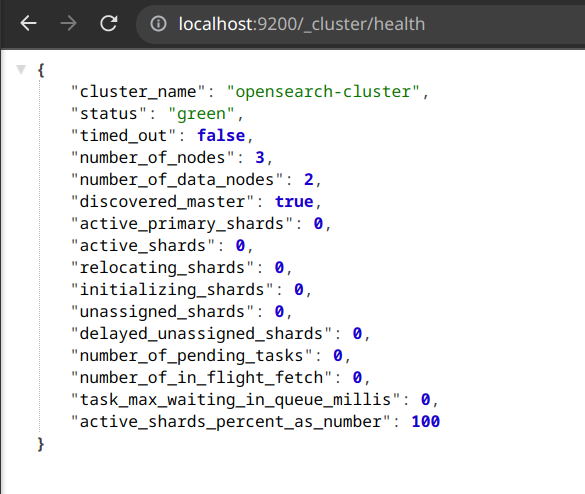 localhost:9200/_cluster/health
{
"cluster_name": "opensearch-cluster",
"status": "green",
"timed_out": false,
"number_of_nodes": 3,
"number_of_data_nodes": 2,
"discovered_master": true,
"active_primary_shards": 0,
"active_shards": 0,
"relocating_shards": 0,
"initializing_shards": 0,
"unassigned_shards": 0,
"delayed_unassigned_shards": 0,
"number_of_pending_tasks": 0,
"number_of_in_flight_fetch": 0,
"task_max_waiting_in_queue_millis": 0,
"active_shards_percent_as_number": 100
}